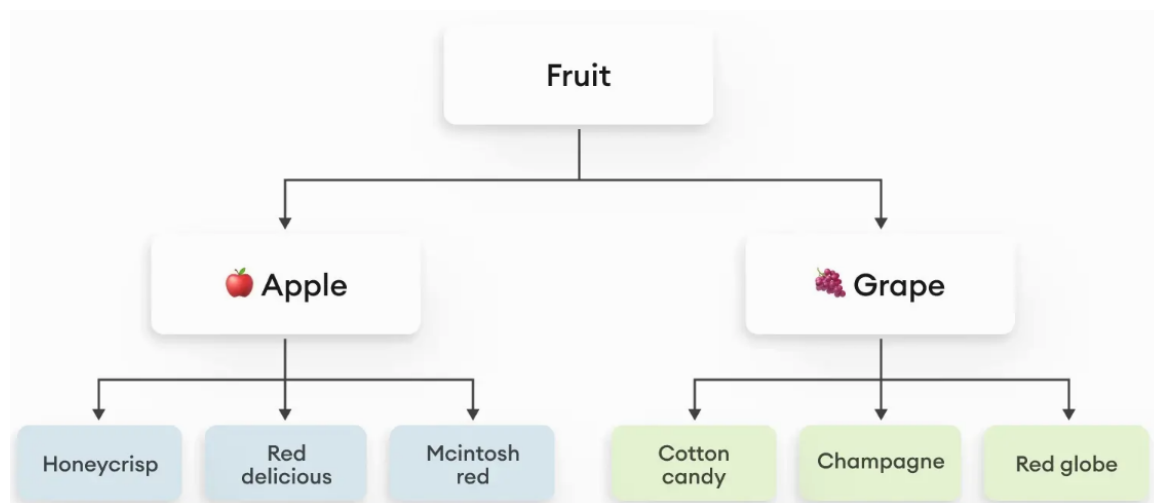 Fruit
Apple
Grape
Honeycrisp
Red
delicious
Mcintosh
red
Cotton
candy
Champagne
Red globe